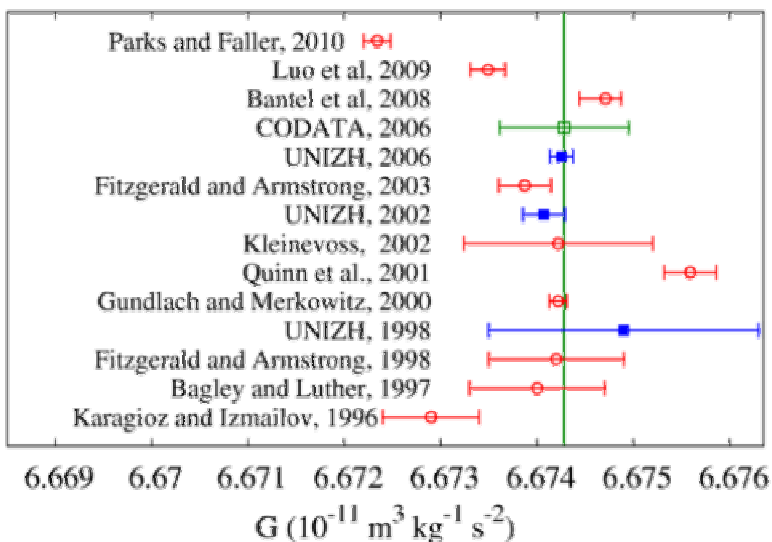 Parks and Faller, 2010
Luo et al, 2009
Bantel et al, 2008
CODATA, 2006
UNIZH, 2006
Fitzgerald and Armstrong, 2003
UNIZH, 2002
Kleinevoss, 2002
Quinn et al., 2001
Gundlach and Merkowitz, 2000
UNIZH, 1998
Fitzgerald and Armstrong, 1998
Bagley and Luther, 1997
Karagioz and Izmailov, 1996
6.669 6.67 6.671 6.672 6.673 6.674 6.675 6.676
G (10⁻¹¹ m³ kg⁻¹ s⁻²)